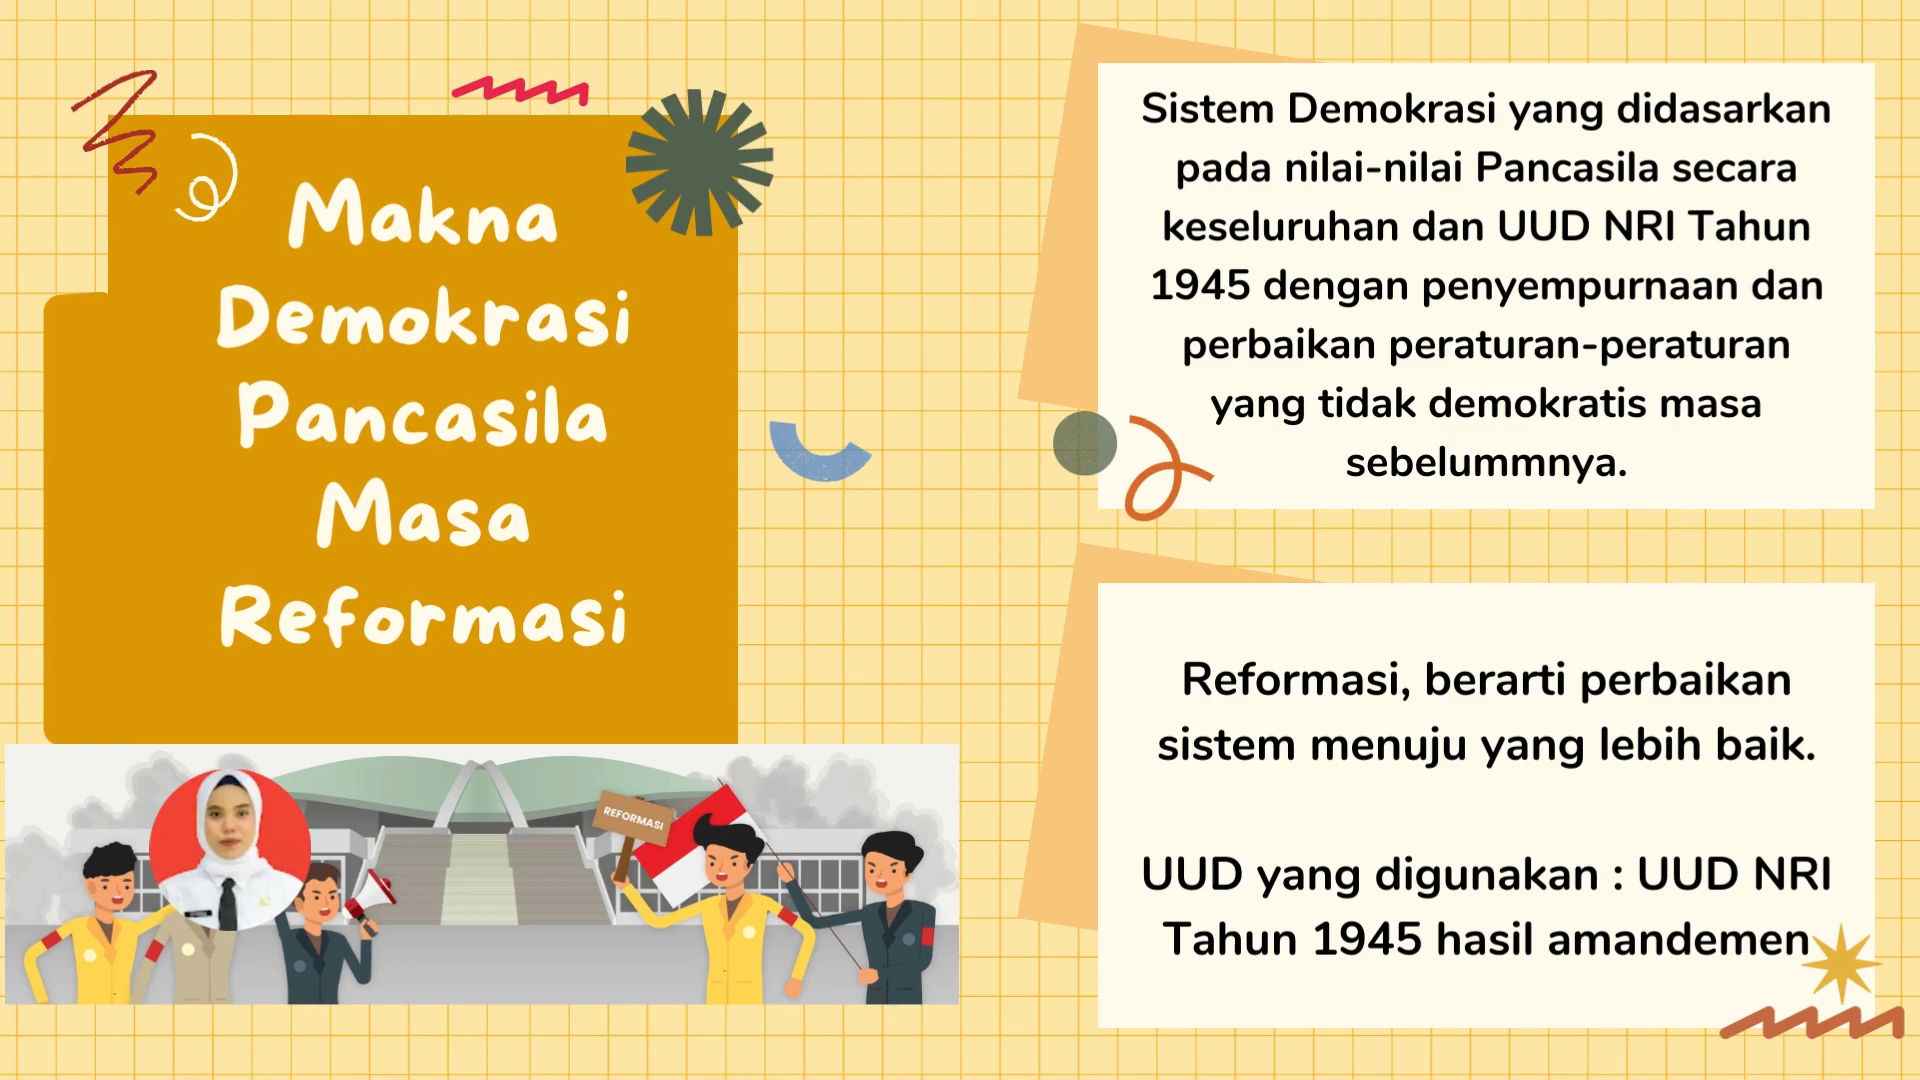 Makna
Demokrasi
Pancasila
Masa
Reformasi
REFORMASI
Sistem Demokrasi yang didasarkan
pada nilai-nilai Pancasila secara
keseluruhan dan UUD NRI Tahun
1945 dengan penyempurnaan dan
perbaikan peraturan-peraturan
yang tidak demokratis masa
sebelummnya.
Reformasi, berarti perbaikan
sistem menuju yang lebih baik.
UUD yang digunakan : UUD NRI
Tahun 1945 hasil amandemen